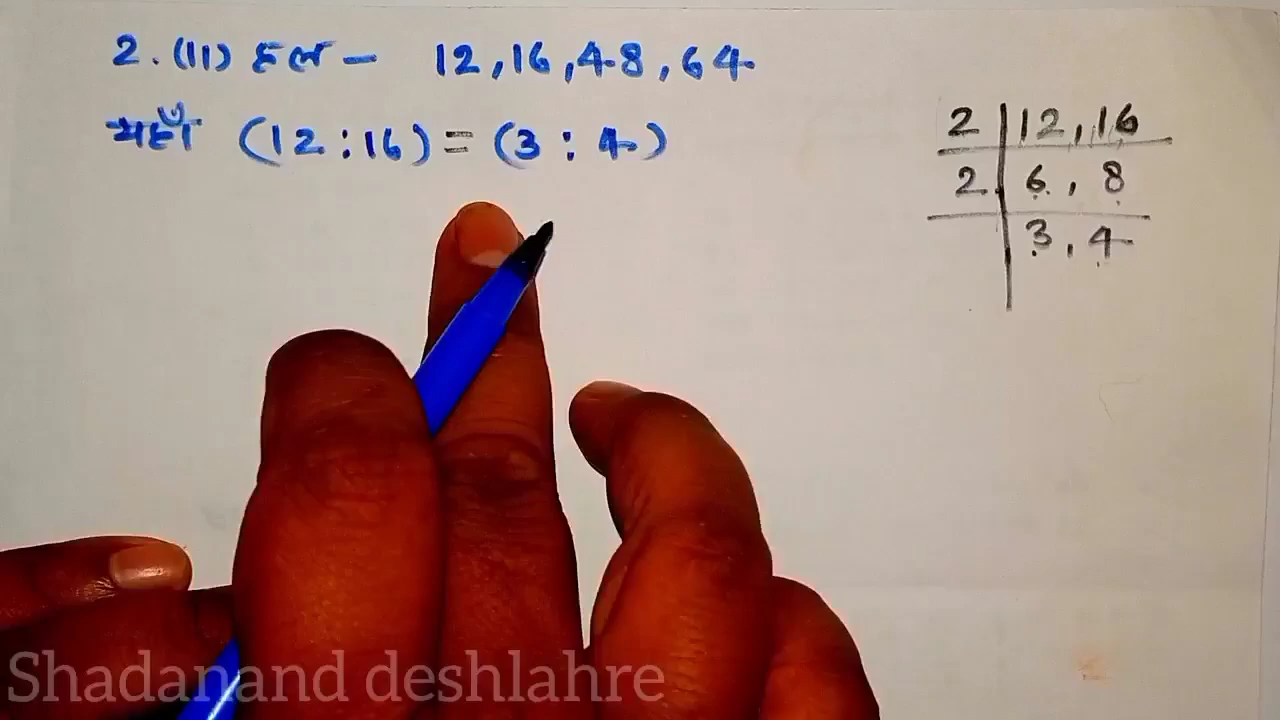 2. (11) हल - 12, 16, 48, 64
यहाँ (12 : 16) = (3 : 4)
2 | 12, 16
2 | 6, 8
| 3, 4
Shadanand deshlahre